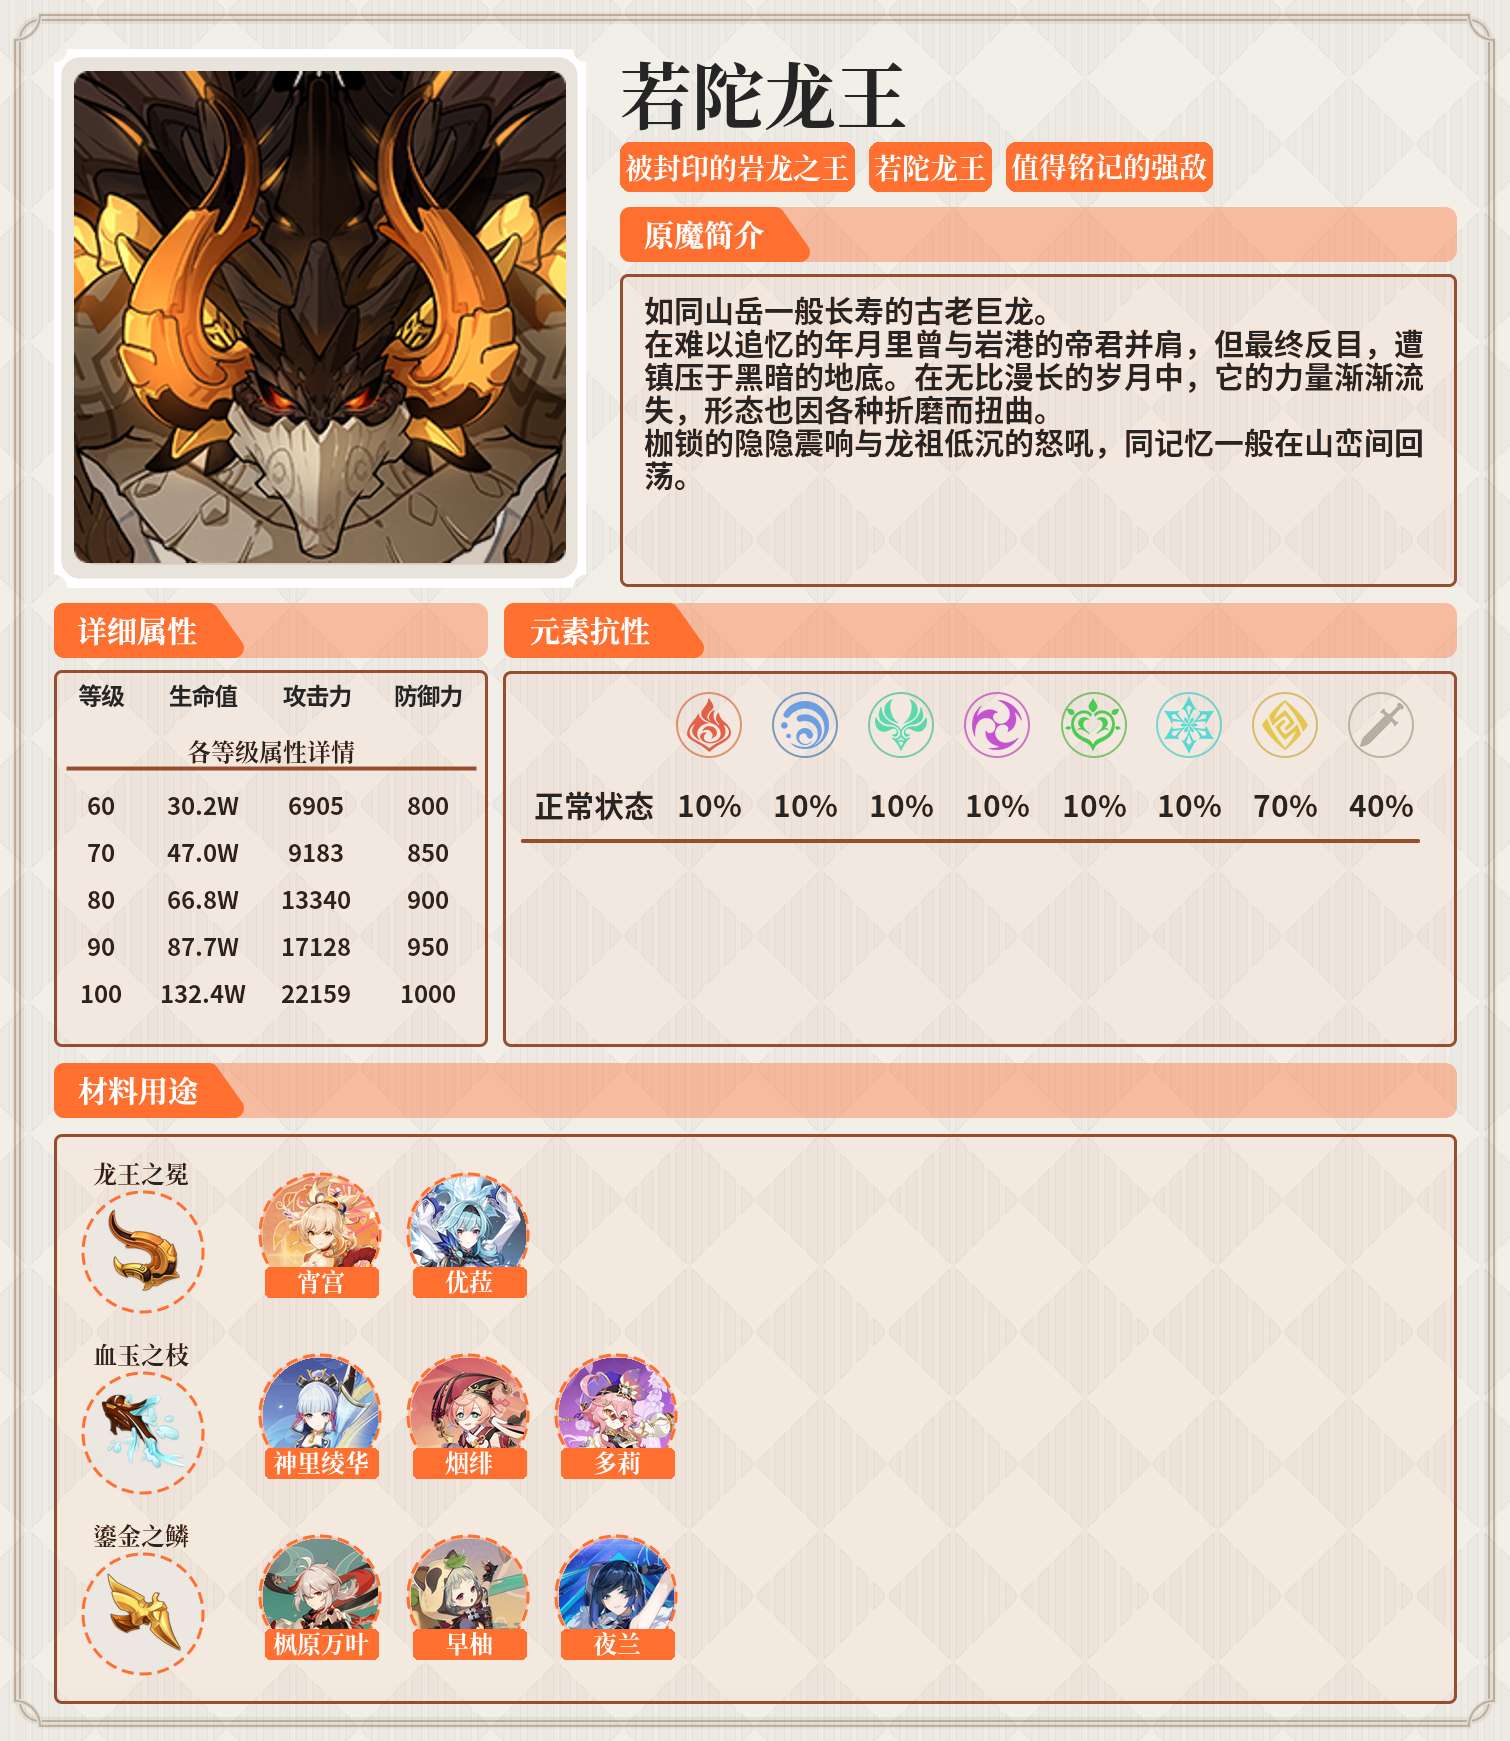 若陀龙王
被封印的岩龙之王 若陀龙王 值得铭记的强敌
原魔简介
如同山岳一般长寿的古老巨龙。
在难以追忆的年月里曾与岩港的帝君并肩，但最终反目，遭
镇压于黑暗的地底。在无比漫长的岁月中，它的力量渐渐流
失，形态也因各种折磨而扭曲。
枷锁的隐隐震响与龙祖低沉的怒吼，同记忆一般在山峦间回
荡。
详细属性
等级 生命值 攻击力 防御力
各等级属性详情
60 30.2W 6905 800
70 47.0W 9183 850
80 66.8W 13340 900
90 87.7W 17128 950
100 132.4W 22159 1000
元素抗性
正常状态 10% 10% 10% 10% 10% 10% 70% 40%
材料用途
龙王之冕
宵宫 优菈
血玉之枝
神里绫华 烟绯 多莉
鎏金之鳞
枫原万叶 早柚 夜兰